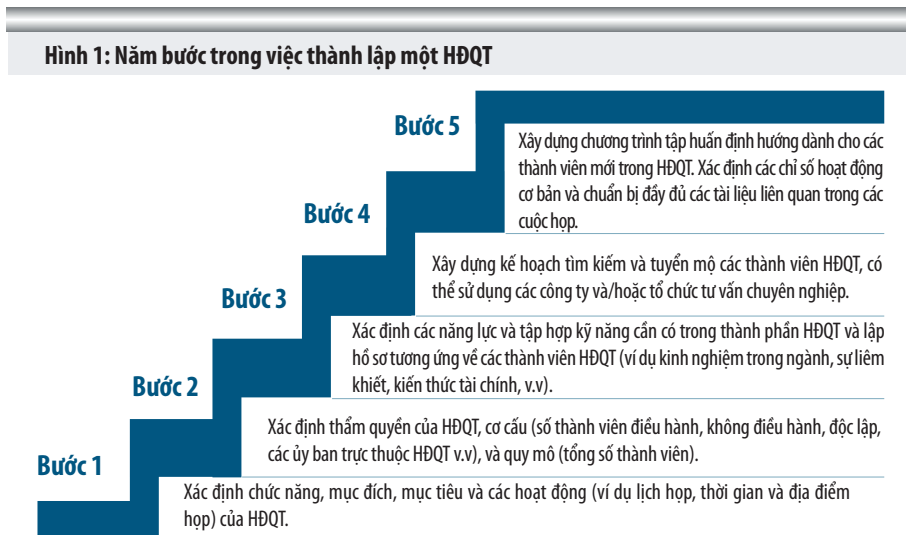 Hình 1: Năm bước trong việc thành lập một HĐQT
Bước 5
Xây dựng chương trình tập huấn định hướng dành cho các
thành viên mới trong HĐQT. Xác định các chỉ số hoạt động
cơ bản và chuẩn bị đầy đủ các tài liệu liên quan trong các
cuộc họp.
Bước 4
Xây dựng kế hoạch tìm kiếm và tuyển mộ các thành viên HĐQT, có
thể sử dụng các công ty và/hoặc tổ chức tư vấn chuyên nghiệp.
Bước 3
Xác định các năng lực và tập hợp kỹ năng cần có trong thành phần HĐQT và lập
hồ sơ tương ứng về các thành viên HĐQT (ví dụ kinh nghiệm trong ngành, sự liêm
khiết, kiến thức tài chính, v.v).
Bước 2
Xác định thẩm quyền của HĐQT, cơ cấu (số thành viên điều hành, không điều hành, độc lập,
các ủy ban trực thuộc HĐQT v.v), và quy mô (tổng số thành viên).
Bước 1
Xác định chức năng, mục đích, mục tiêu và các hoạt động (ví dụ lịch họp, thời gian và địa điểm
họp) của HĐQT.